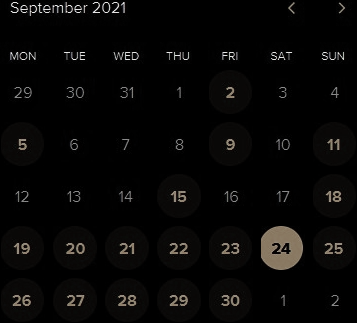 September 2021
MON TUE WED THU FRI SAT SUN
29 30 31 1 2 3 4
5 6 7 8 9 10 11
12 13 14 15 16 17 18
19 20 21 22 23 24 25
26 27 28 29 30 1 2